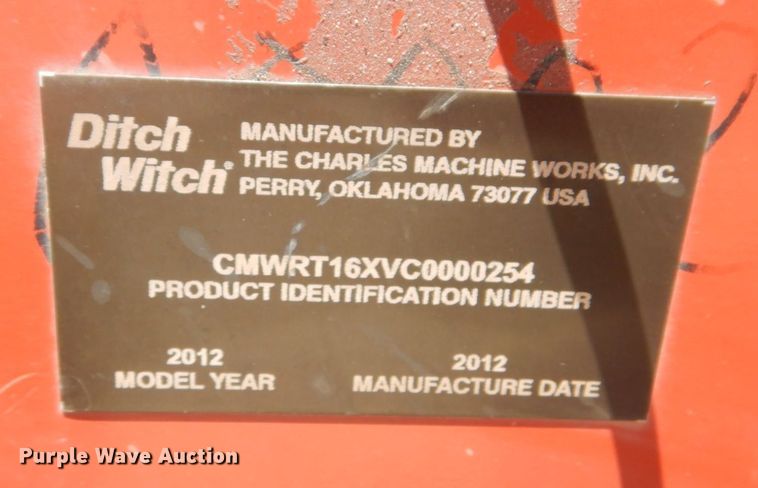 Ditch
Witch®
MANUFACTURED BY
THE CHARLES MACHINE WORKS, INC.
PERRY, OKLAHOMA 73077 USA
CMWRT16XVC0000254
PRODUCT IDENTIFICATION NUMBER
2012
MODEL YEAR
2012
MANUFACTURE DATE
Purple Wave Auction